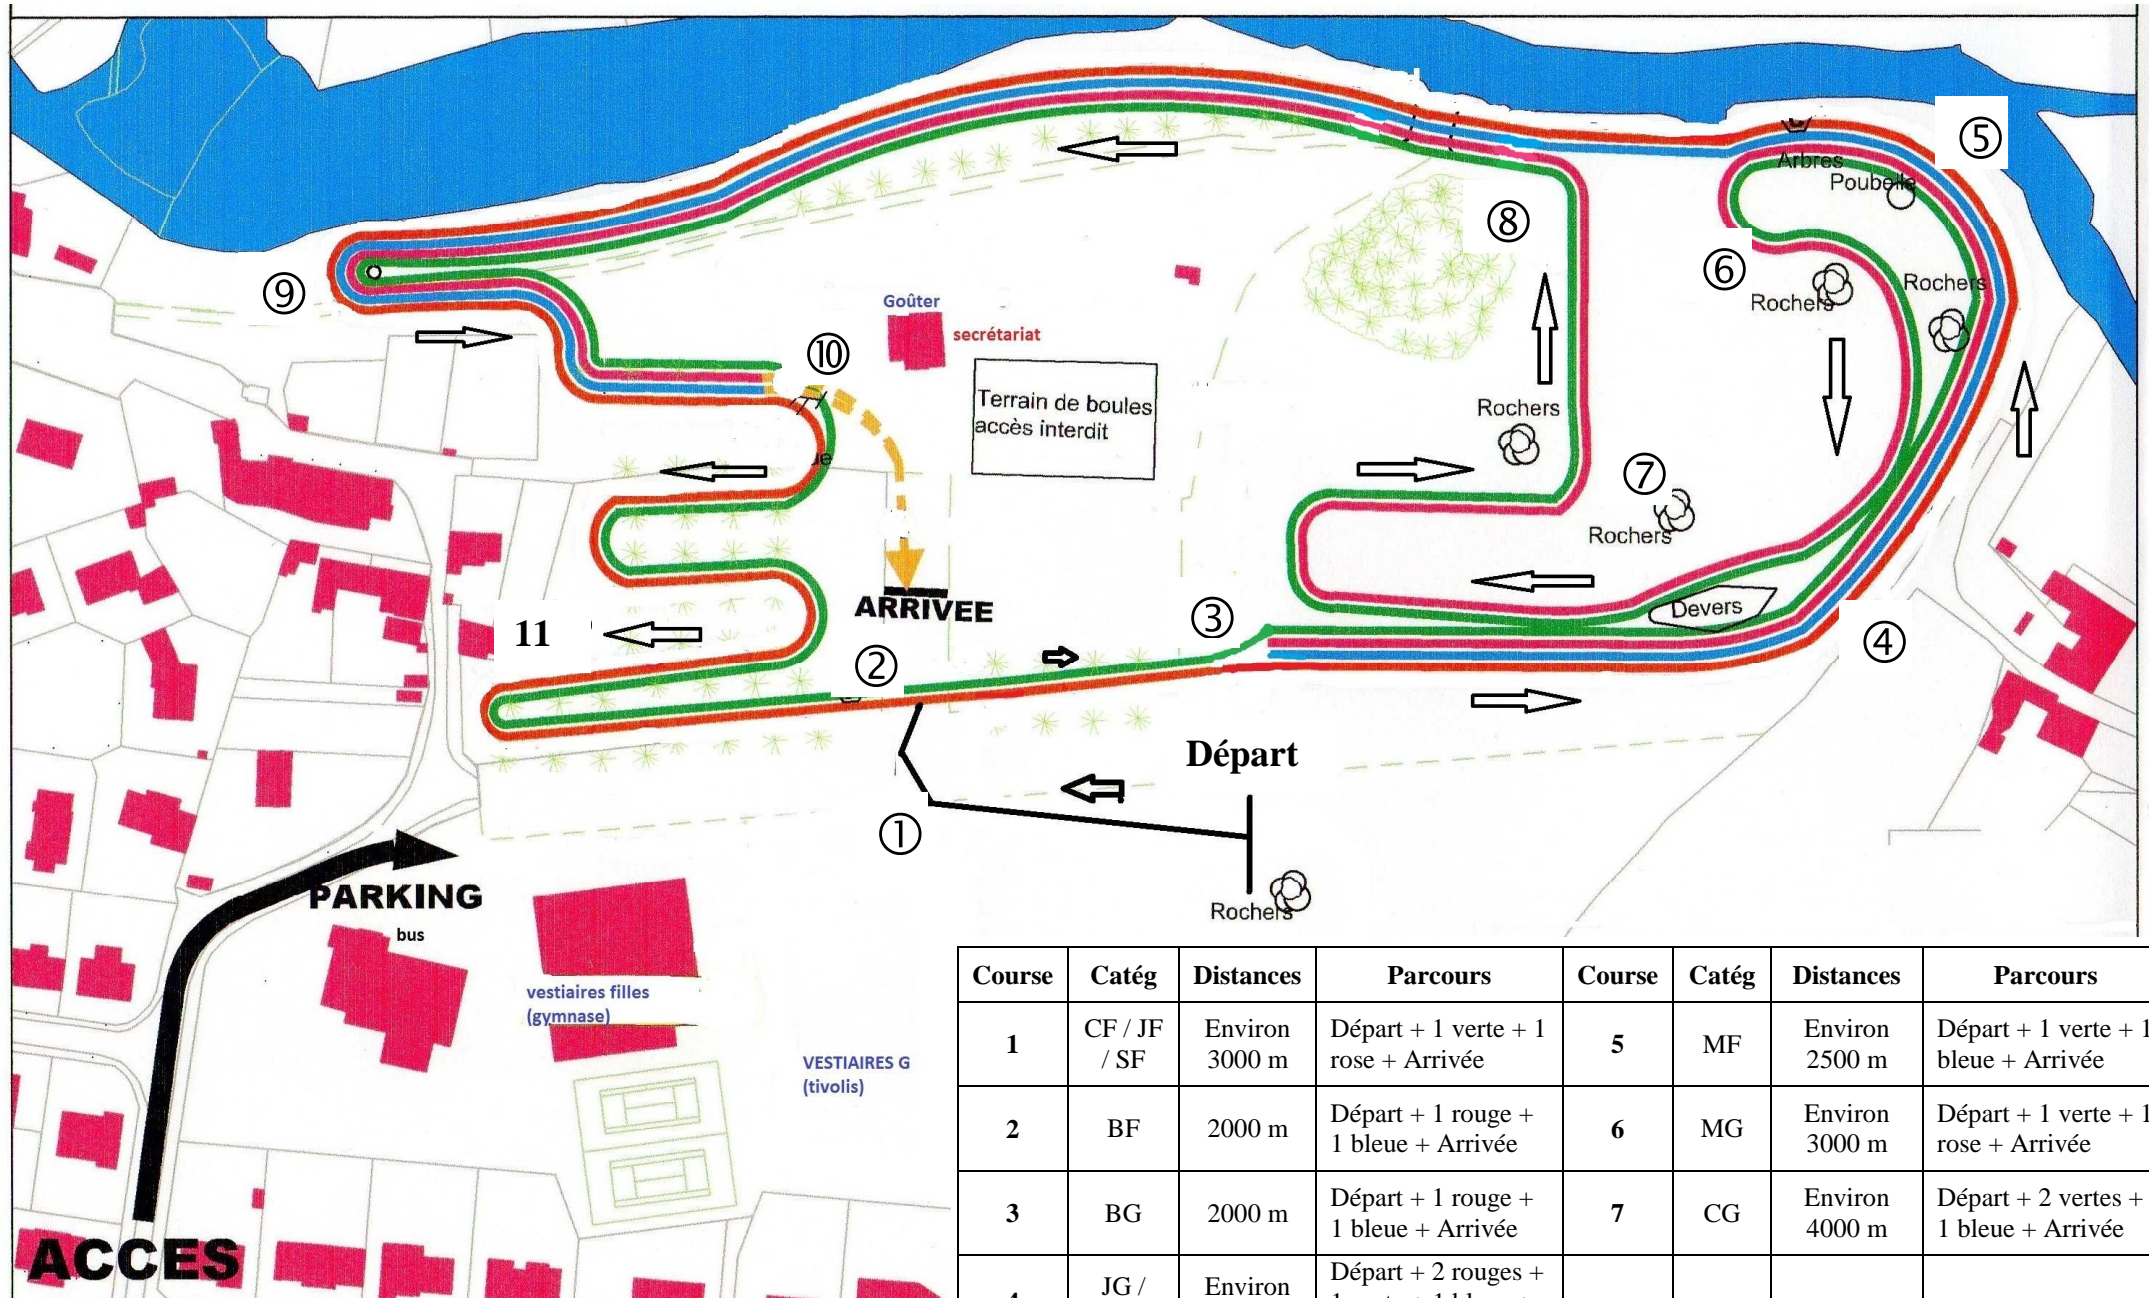 ⑤
Arbres
Poubelle
⑧
⑥
Rochers
Rochers
⑨
Goûter
secrétariat
⑩
Terrain de boules
accès interdit
Rochers
⑦
Rochers
ue
ARRIVEE
Devers
③
11
④
②
Départ
①
Rochers
PARKING
bus
vestiaires filles
(gymnase)
VESTIAIRES G
(tivolis)
ACCES
Course Catég Distances Parcours Course Catég Distances Parcours
1 CF / JF / SF Environ 3000 m Départ + 1 verte + 1 rose + Arrivée 5 MF Environ 2500 m Départ + 1 verte + 1 bleue + Arrivée
2 BF 2000 m Départ + 1 rouge + 1 bleue + Arrivée 6 MG Environ 3000 m Départ + 1 verte + 1 rose + Arrivée
3 BG 2000 m Départ + 1 rouge + 1 bleue + Arrivée 7 CG Environ 4000 m Départ + 2 vertes + 1 bleue + Arrivée
JG / Environ Départ + 2 rouges +